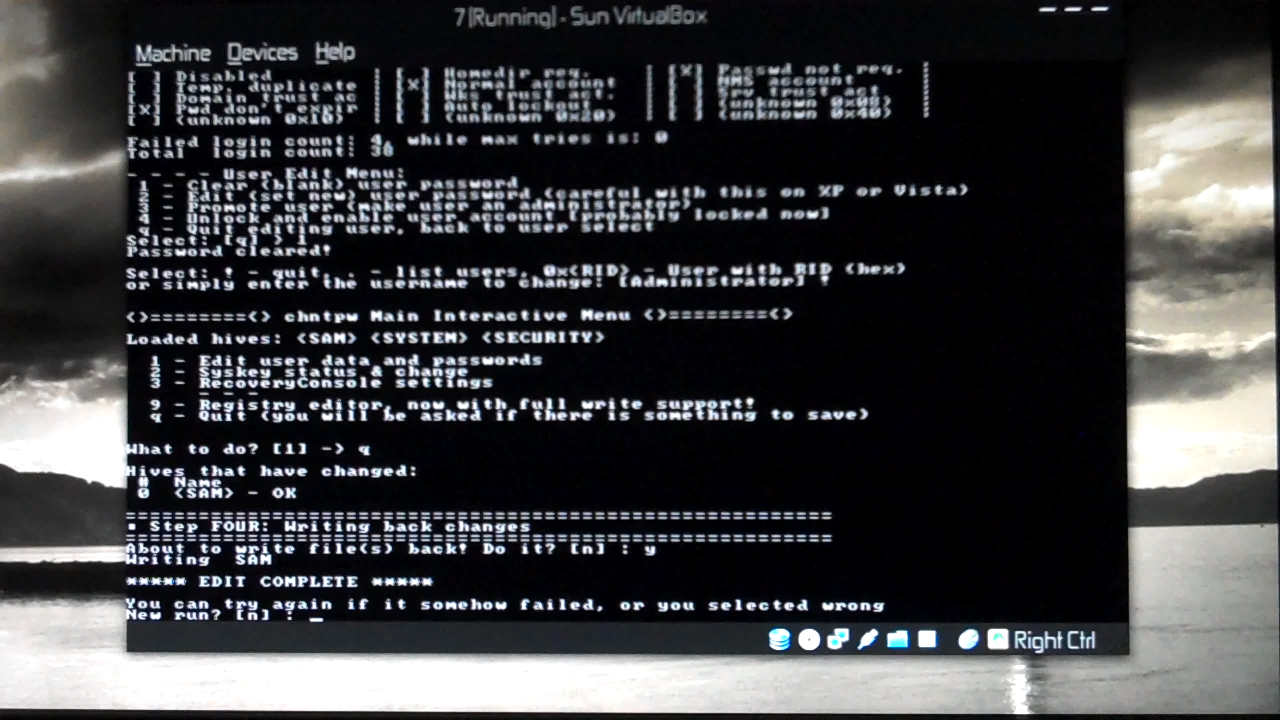 7 [Running] - Sun VirtualBox
Machine Devices Help
[ ] Disabled | [ ] Homedir req. | [X] Passwd not req. |
[ ] Temp. duplicate | [X] Normal account | [ ] NMS account |
[ ] Domain trust ac | [ ] Wks trust act. | [ ] Srv trust act |
[X] Pwd don't expir | [ ] Auto lockout | [ ] (unknown 0x08) |
[ ] (unknown 0x10) | [ ] (unknown 0x20) | [ ] (unknown 0x40) |
Failed login count: 4, while max tries is: 0
Total login count: 38
- - - - User Edit Menu:
1 - Clear (blank) user password
2 - Edit (set new) user password (careful with this on XP or Vista)
3 - Promote user (make user an administrator)
4 - Unlock and enable user account [probably locked now]
q - Quit editing user, back to user select
Select: [q] > 1
Password cleared!
Select: ! - quit, . - list users, 0x<RID> - User with RID (hex)
or simply enter the username to change: [Administrator] !
<>========<> chntpw Main Interactive Menu <>========<>
Loaded hives: <SAM> <SYSTEM> <SECURITY>
1 - Edit user data and passwords
2 - Syskey status & change
3 - RecoveryConsole settings
- - -
9 - Registry editor, now with full write support!
q - Quit (you will be asked if there is something to save)
What to do? [1] -> q
Hives that have changed:
# Name
0 <SAM> - OK
=========================================================
• Step FOUR: Writing back changes
=========================================================
About to write file(s) back! Do it? [n] : y
Writing SAM
***** EDIT COMPLETE *****
You can try again if it somehow failed, or you selected wrong
New run? [n] : _
Right Ctrl